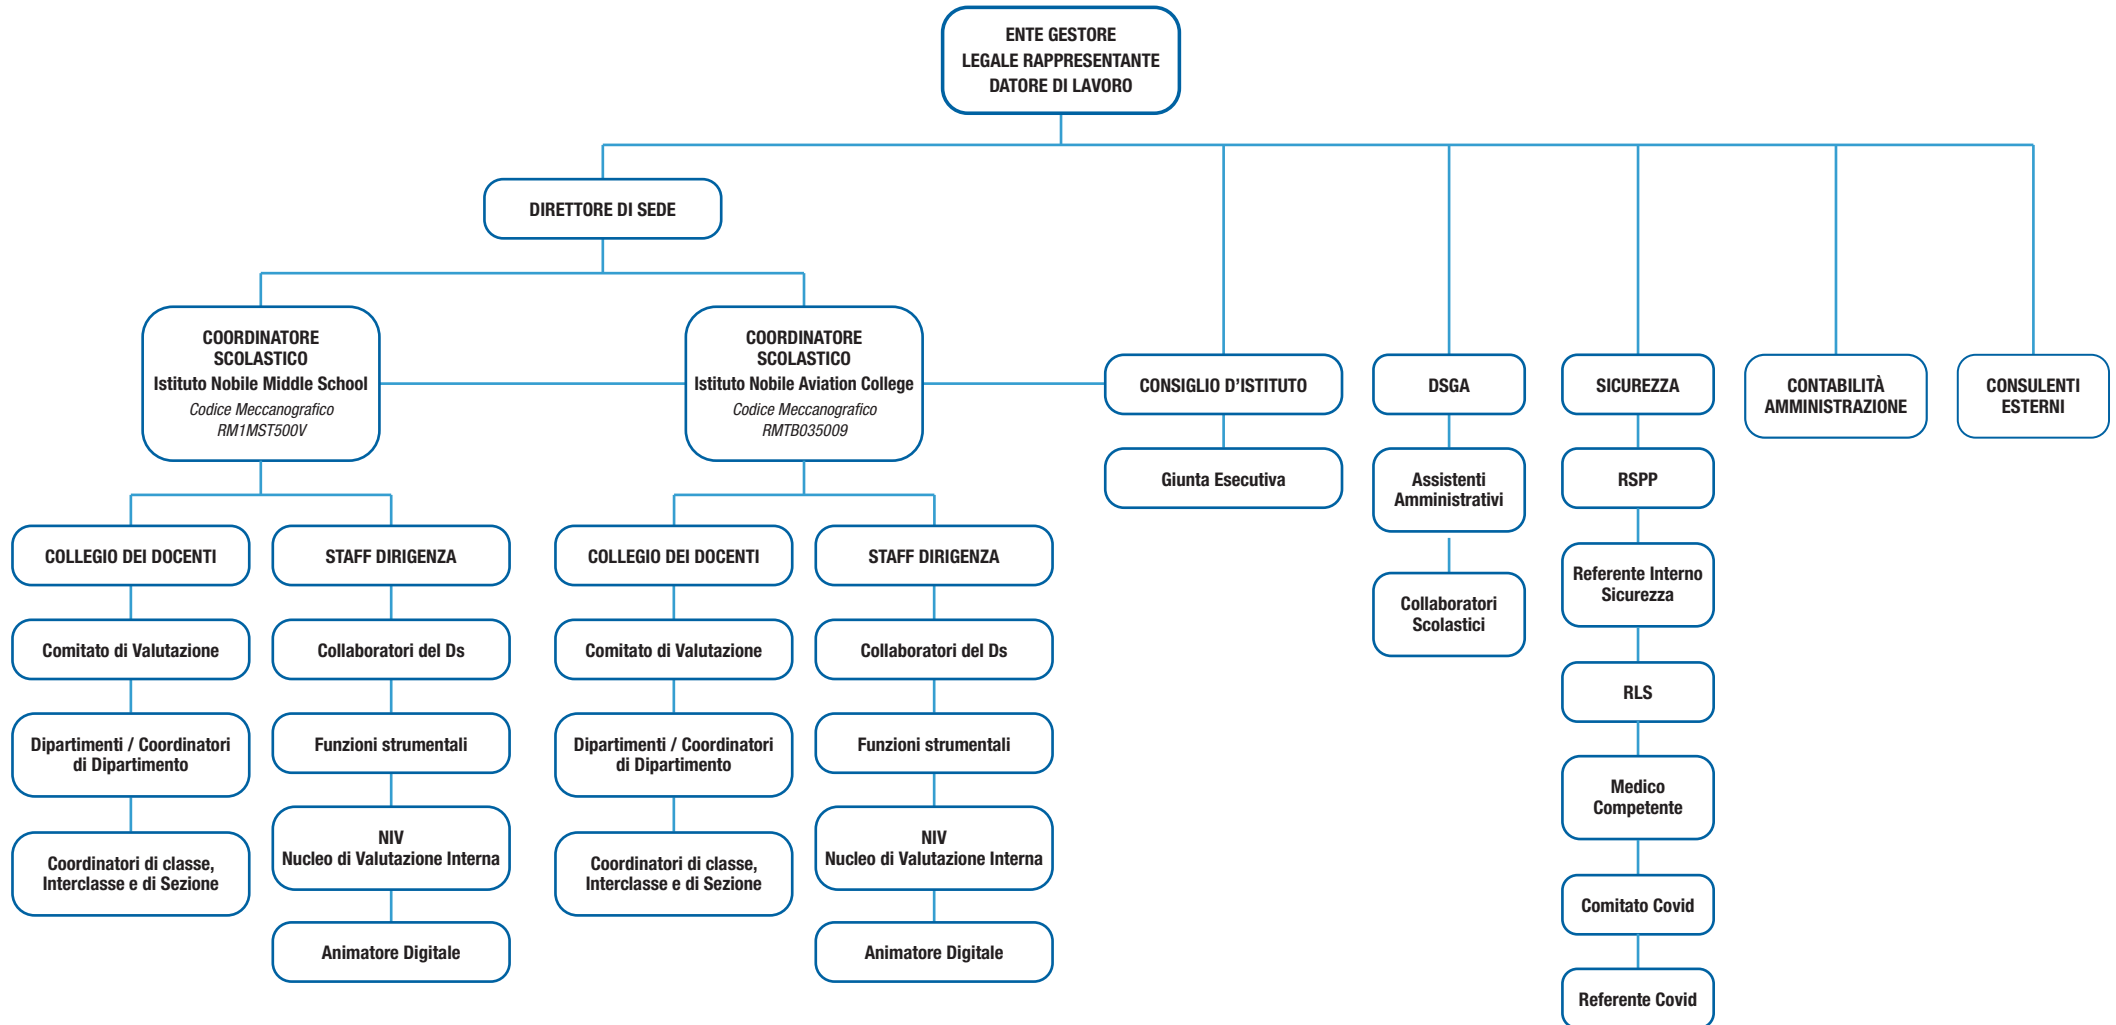 ENTE GESTORE
LEGALE RAPPRESENTANTE
DATORE DI LAVORO
DIRETTORE DI SEDE
COORDINATORE
SCOLASTICO
Istituto Nobile Middle School
Codice Meccanografico
RM1MST500V
COORDINATORE
SCOLASTICO
Istituto Nobile Aviation College
Codice Meccanografico
RMTB035009
CONSIGLIO D'ISTITUTO
DSGA
SICUREZZA
CONTABILITÀ
AMMINISTRAZIONE
CONSULENTI
ESTERNI
Giunta Esecutiva
Assistenti
Amministrativi
RSPP
COLLEGIO DEI DOCENTI
STAFF DIRIGENZA
COLLEGIO DEI DOCENTI
STAFF DIRIGENZA
Referente Interno
Sicurezza
Collaboratori
Scolastici
Comitato di Valutazione
Collaboratori del Ds
Comitato di Valutazione
Collaboratori del Ds
RLS
Dipartimenti / Coordinatori
di Dipartimento
Funzioni strumentali
Dipartimenti / Coordinatori
di Dipartimento
Funzioni strumentali
Medico
Competente
Coordinatori di classe,
Interclasse e di Sezione
NIV
Nucleo di Valutazione Interna
Coordinatori di classe,
Interclasse e di Sezione
NIV
Nucleo di Valutazione Interna
Comitato Covid
Animatore Digitale
Animatore Digitale
Referente Covid